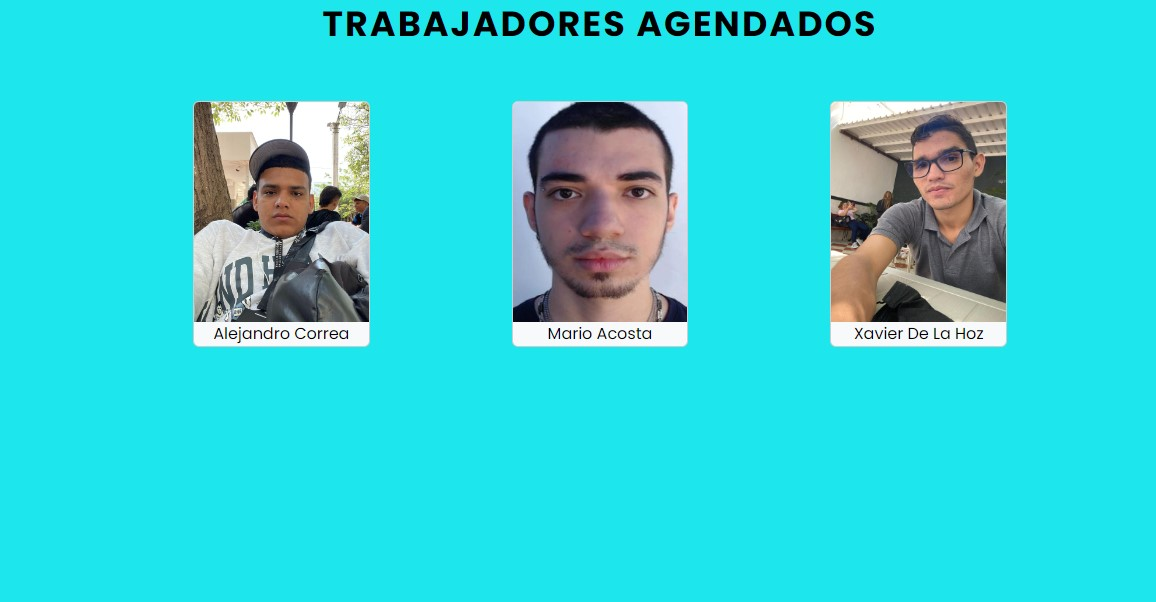 TRABAJADORES AGENDADOS
Alejandro Correa
Mario Acosta
Xavier De La Hoz